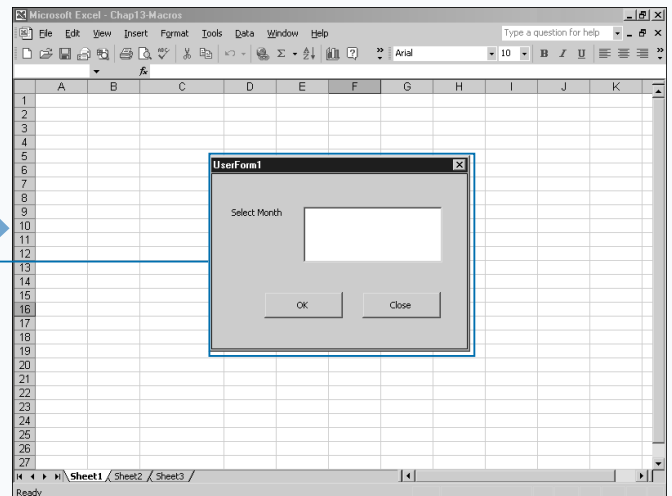 Microsoft Excel - Chap13-Macros
File Edit View Insert Format Tools Data Window Help
Type a question for help
Arial 10 B I U
fx
A B C D E F G H I J K
1
2
3
4
5
6
UserForm1
7
8
9
Select Month
10
11
12
13
14
15
16
OK Close
17
18
19
20
21
22
23
24
25
26
27
Sheet1 Sheet2 Sheet3
Ready